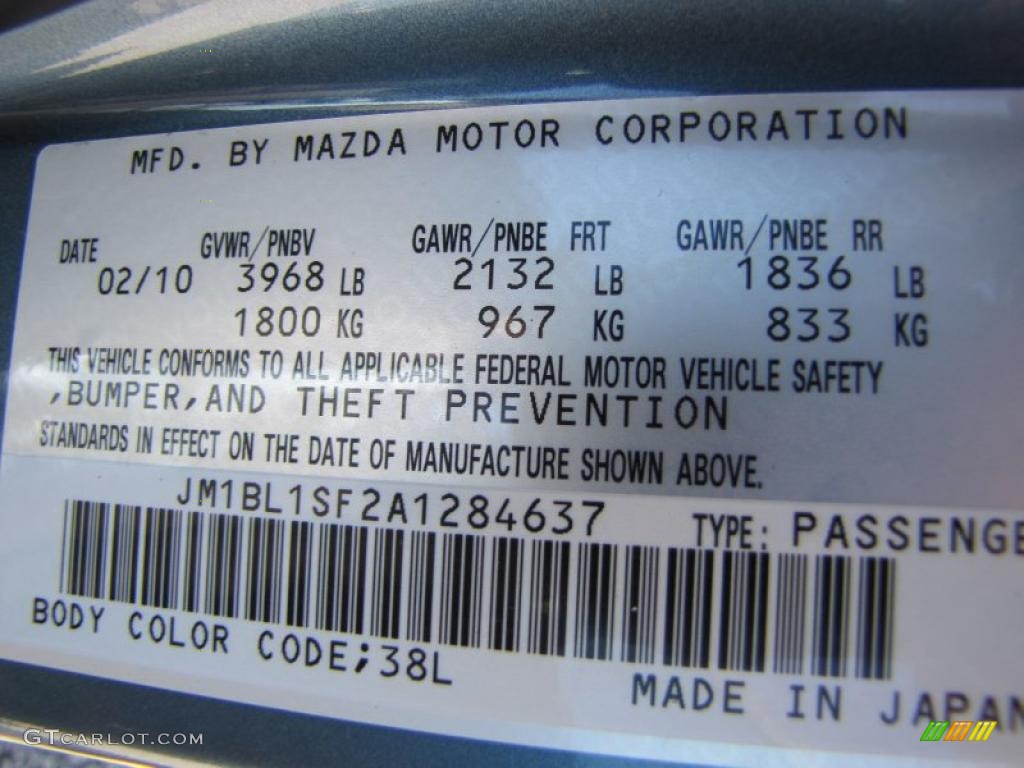 MFD. BY MAZDA MOTOR CORPORATION
DATE GVWR/PNBV GAWR/PNBE FRT GAWR/PNBE RR
02/10 3968 LB 2132 LB 1836 LB
1800 KG 967 KG 833 KG
THIS VEHICLE CONFORMS TO ALL APPLICABLE FEDERAL MOTOR VEHICLE SAFETY
,BUMPER,AND THEFT PREVENTION
STANDARDS IN EFFECT ON THE DATE OF MANUFACTURE SHOWN ABOVE.
JM1BL1SF2A1284637 TYPE: PASSENGE
BODY COLOR CODE;38L
MADE IN JAPAN
GTCarLot.com